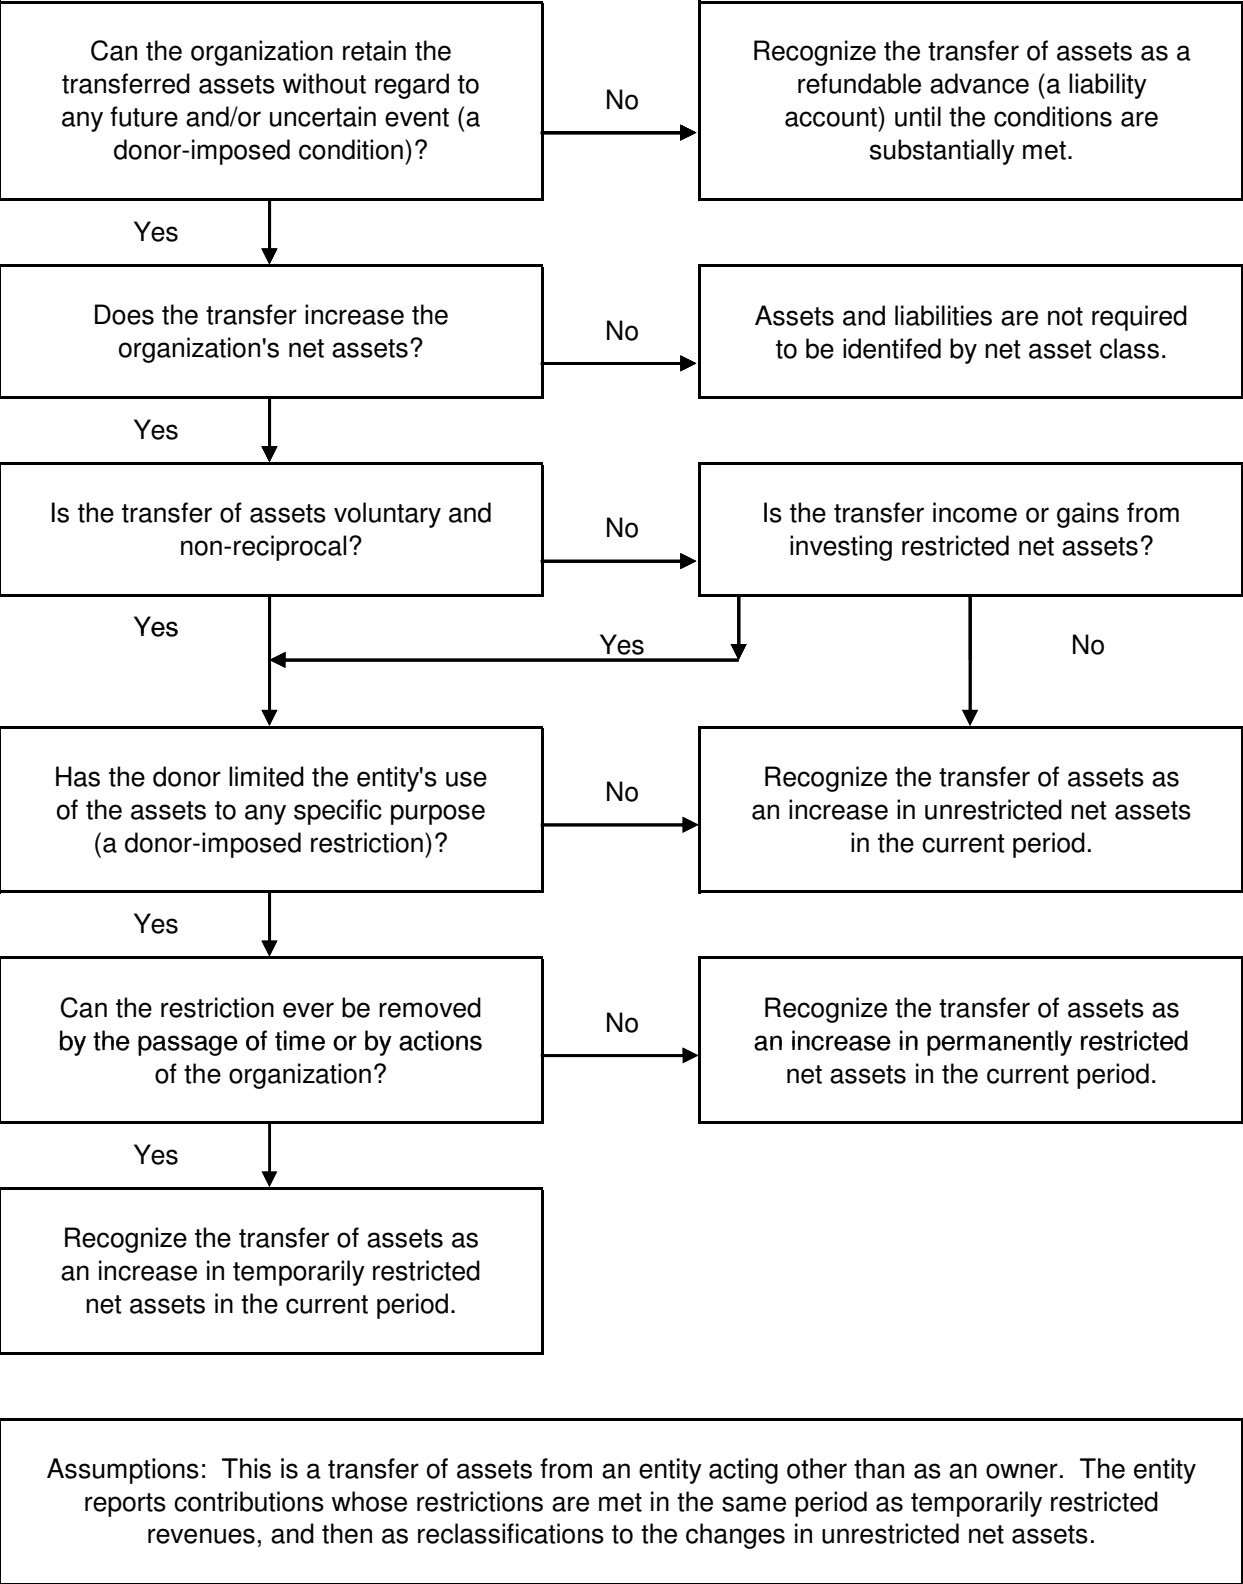 Can the organization retain the
transferred assets without regard to
any future and/or uncertain event (a
donor-imposed condition)?
No
Recognize the transfer of assets as a
refundable advance (a liability
account) until the conditions are
substantially met.
Yes
Does the transfer increase the
organization's net assets?
No
Assets and liabilities are not required
to be identifed by net asset class.
Yes
Is the transfer of assets voluntary and
non-reciprocal?
No
Is the transfer income or gains from
investing restricted net assets?
Yes
Yes
No
Has the donor limited the entity's use
of the assets to any specific purpose
(a donor-imposed restriction)?
No
Recognize the transfer of assets as
an increase in unrestricted net assets
in the current period.
Yes
Can the restriction ever be removed
by the passage of time or by actions
of the organization?
No
Recognize the transfer of assets as
an increase in permanently restricted
net assets in the current period.
Yes
Recognize the transfer of assets as
an increase in temporarily restricted
net assets in the current period.
Assumptions:  This is a transfer of assets from an entity acting other than as an owner.  The entity
reports contributions whose restrictions are met in the same period as temporarily restricted
revenues, and then as reclassifications to the changes in unrestricted net assets.